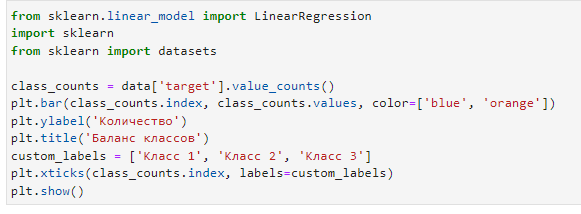 from sklearn.linear_model import LinearRegression
import sklearn
from sklearn import datasets

class_counts = data['target'].value_counts()
plt.bar(class_counts.index, class_counts.values, color=['blue', 'orange'])
plt.ylabel('Количество')
plt.title('Баланс классов')
custom_labels = ['Класс 1', 'Класс 2', 'Класс 3']
plt.xticks(class_counts.index, labels=custom_labels)
plt.show()